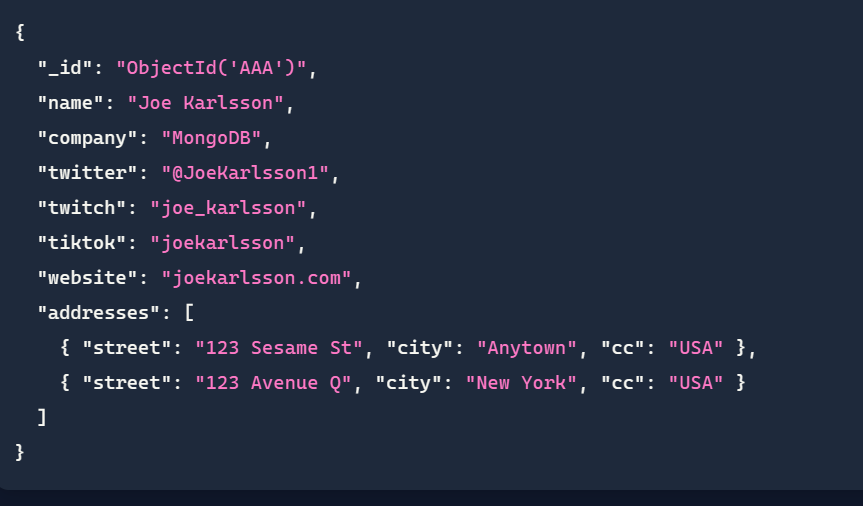 {
  "_id": "ObjectId('AAA')",
  "name": "Joe Karlsson",
  "company": "MongoDB",
  "twitter": "@JoeKarlsson1",
  "twitch": "joe_karlsson",
  "tiktok": "joekarlsson",
  "website": "joekarlsson.com",
  "addresses": [
    { "street": "123 Sesame St", "city": "Anytown", "cc": "USA" },
    { "street": "123 Avenue Q", "city": "New York", "cc": "USA" }
  ]
}